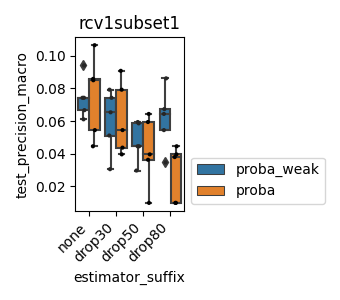 rcv1subset1
test_precision_macro
0.10
0.08
0.06
0.04
0.02
none
drop30
drop50
drop80
estimator_suffix
proba_weak
proba